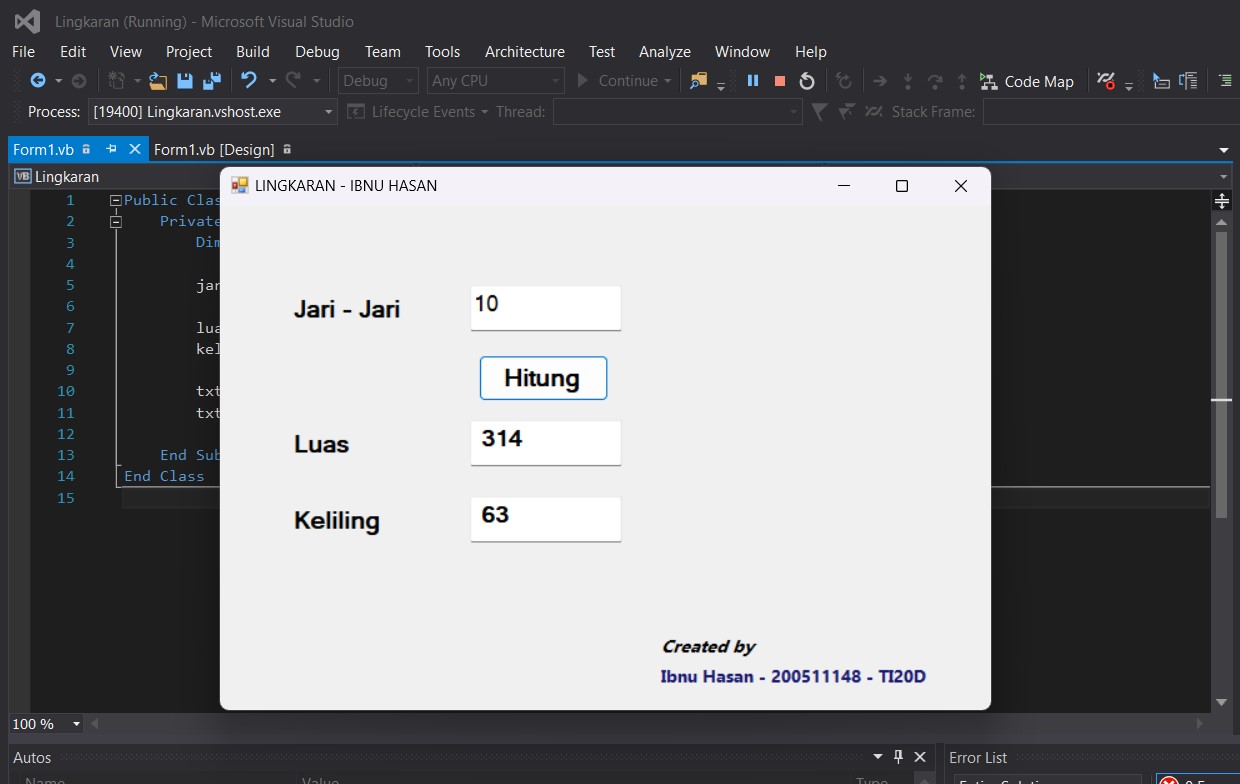 Lingkaran (Running) - Microsoft Visual Studio
File Edit View Project Build Debug Team Tools Architecture Test Analyze Window Help
Debug Any CPU Continue Code Map
Process: [19400] Lingkaran.vshost.exe Lifecycle Events Thread: Stack Frame:
Form1.vb Form1.vb [Design]
VB Lingkaran
LINGKARAN - IBNU HASAN
1 Public Clas
2 Private
3 Dim
4
5 jar
6
7 lua
8 kel
9
10 txt
11 txt
12
13 End Sub
14 End Class
15
Jari - Jari 10
Hitung
Luas 314
Keliling 63
Created by
Ibnu Hasan - 200511148 - TI20D
100 %
Autos Error List
Name Value Type